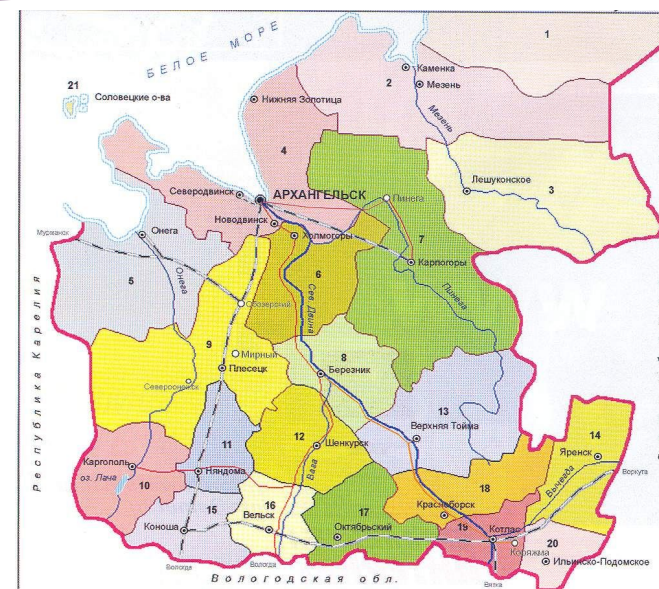 1
БЕЛОЕ МОРЕ
Каменка
2
Мезень
21
Соловецкие о-ва
Нижняя Золотица
Мезень
4
Лешуконское
3
Северодвинск
АРХАНГЕЛЬСК
Пинега
Новодвинск
Онега
Холмогоры
Мурманск
7
Карпогоры
5
Онега
6
Сев. Двина
Пинега
Обозерский
Республика Карелия
9
Мирный
8
Плесецк
Березник
Североонежск
13
11
12
Верхняя Тойма
14
Шенкурск
Яренск
Каргополь
Няндома
Вага
Воркута
оз. Лача
10
18
Вычегда
15
16
17
Красноборск
Коноша
Вельск
Октябрьский
19
Котлас
Коряжма
20
Ильинско-Подомское
Вологда
Вологда
Вятка
Вологодская обл.